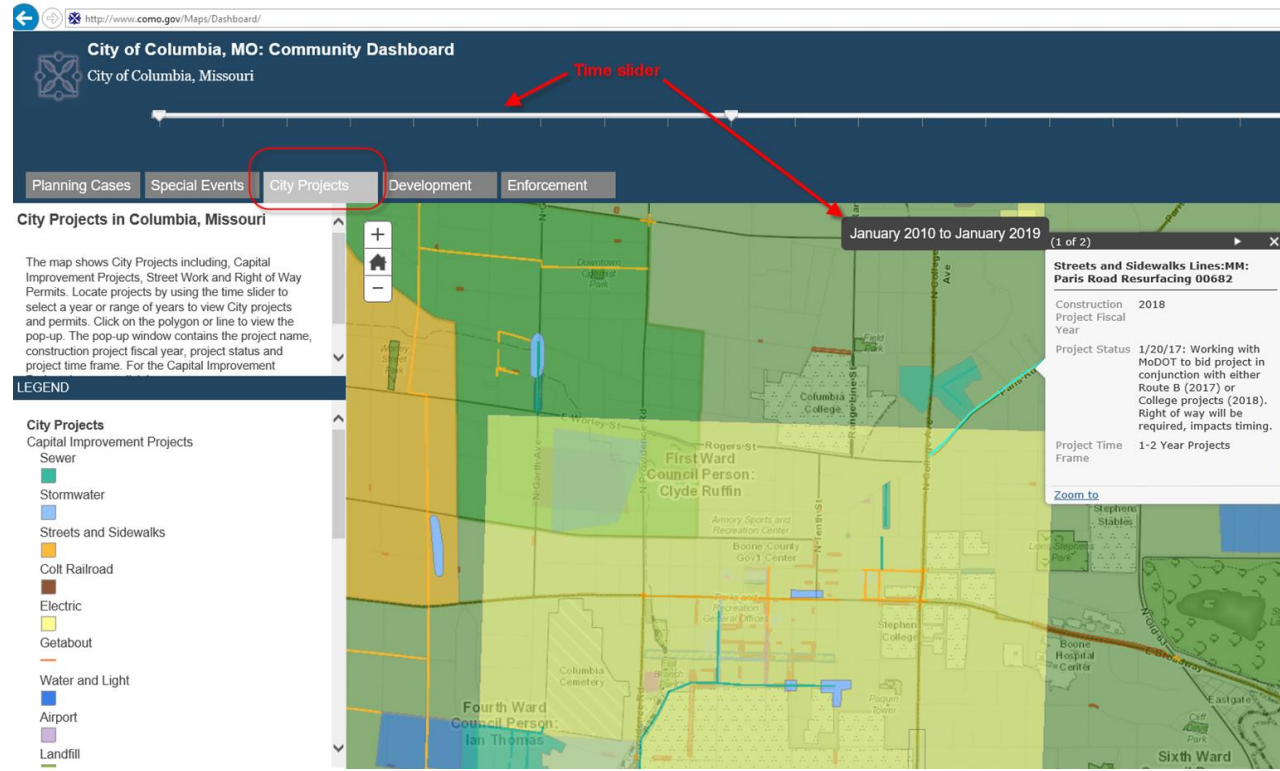 http://www.como.gov/Maps/Dashboard/
City of Columbia, MO: Community Dashboard
City of Columbia, Missouri
Time slider
Planning Cases
Special Events
City Projects
Development
Enforcement
City Projects in Columbia, Missouri
The map shows City Projects including, Capital
Improvement Projects, Street Work and Right of Way
Permits. Locate projects by using the time slider to
select a year or range of years to view City projects
and permits. Click on the polygon or line to view the
pop-up. The pop-up window contains the project name,
construction project fiscal year, project status and
project time frame. For the Capital Improvement
LEGEND
City Projects
Capital Improvement Projects
Sewer
Stormwater
Streets and Sidewalks
Colt Railroad
Electric
Getabout
Water and Light
Airport
Landfill
+
−
January 2010 to January 2019
(1 of 2)
Streets and Sidewalks Lines:MM:
Paris Road Resurfacing 00682
Construction
Project Fiscal
Year
2018
Project Status
1/20/17: Working with
MoDOT to bid project in
conjunction with either
Route B (2017) or
College projects (2018).
Right of way will be
required, impacts timing.
Project Time
Frame
1-2 Year Projects
Zoom to
Downtown
Optimist
Park
Worley
Street
Park
Field
Park
Columbia
College
Rangeline St
N College Ave
Paris Rd
E Worley St
N Garth Ave
N Providence Rd
Rogers St
First Ward
Council Person:
Clyde Ruffin
N Tenth St
Armory Sports and
Recreation Center
Boone County
Gov't Center
Parks and
Recreation
General Offices
Stephens
Stables
Stephen
College
Columbia
Cemetery
Paquin
Tower
Boone
Hospital
Center
N Old 63
E Broadway
Eastgate
Cliff
Park
Fourth Ward
Council Person:
Ian Thomas
Sixth Ward